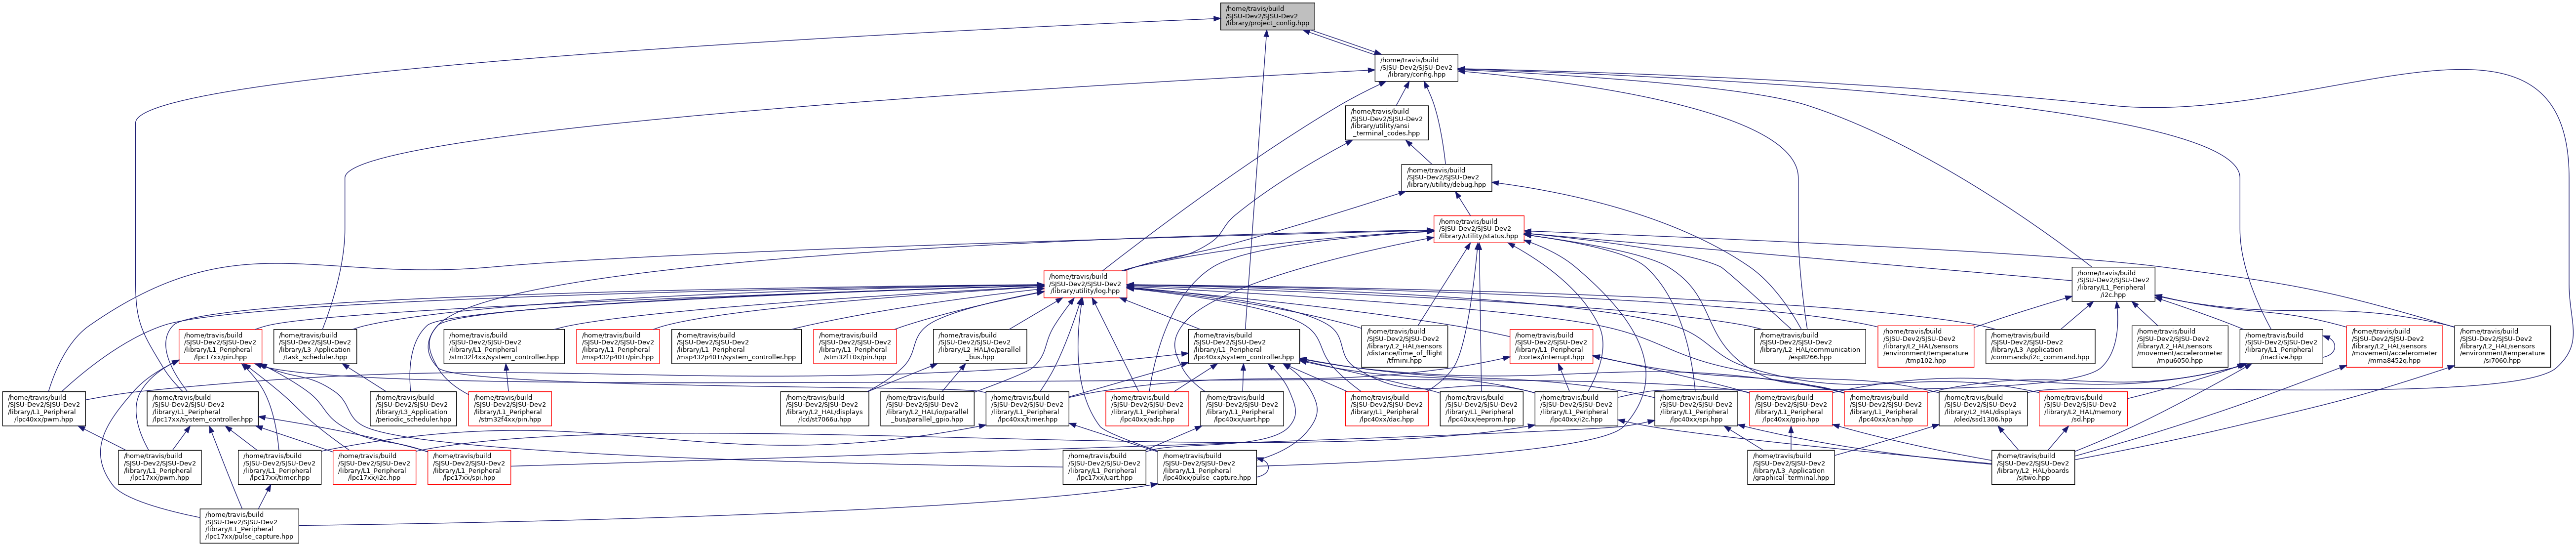 /home/travis/build
/SJSU-Dev2/SJSU-Dev2
/library/project_config.hpp
/home/travis/build
/SJSU-Dev2/SJSU-Dev2
/library/config.hpp
/home/travis/build
/SJSU-Dev2/SJSU-Dev2
/library/utility/ansi
_terminal_codes.hpp
/home/travis/build
/SJSU-Dev2/SJSU-Dev2
/library/utility/debug.hpp
/home/travis/build
/SJSU-Dev2/SJSU-Dev2
/library/utility/status.hpp
/home/travis/build
/SJSU-Dev2/SJSU-Dev2
/library/utility/log.hpp
/home/travis/build
/SJSU-Dev2/SJSU-Dev2
/library/L1_Peripheral
/i2c.hpp
/home/travis/build
/SJSU-Dev2/SJSU-Dev2
/library/L1_Peripheral
/lpc17xx/pin.hpp
/home/travis/build
/SJSU-Dev2/SJSU-Dev2
/library/L3_Application
/task_scheduler.hpp
/home/travis/build
/SJSU-Dev2/SJSU-Dev2
/library/L1_Peripheral
/stm32f4xx/system_controller.hpp
/home/travis/build
/SJSU-Dev2/SJSU-Dev2
/library/L1_Peripheral
/msp432p401r/pin.hpp
/home/travis/build
/SJSU-Dev2/SJSU-Dev2
/library/L1_Peripheral
/msp432p401r/system_controller.hpp
/home/travis/build
/SJSU-Dev2/SJSU-Dev2
/library/L1_Peripheral
/stm32f10x/pin.hpp
/home/travis/build
/SJSU-Dev2/SJSU-Dev2
/library/L2_HAL/io/parallel
_bus.hpp
/home/travis/build
/SJSU-Dev2/SJSU-Dev2
/library/L1_Peripheral
/lpc40xx/system_controller.hpp
/home/travis/build
/SJSU-Dev2/SJSU-Dev2
/library/L2_HAL/sensors
/distance/time_of_flight
/tfmini.hpp
/home/travis/build
/SJSU-Dev2/SJSU-Dev2
/library/L1_Peripheral
/cortex/interrupt.hpp
/home/travis/build
/SJSU-Dev2/SJSU-Dev2
/library/L2_HAL/communication
/esp8266.hpp
/home/travis/build
/SJSU-Dev2/SJSU-Dev2
/library/L2_HAL/sensors
/environment/temperature
/tmp102.hpp
/home/travis/build
/SJSU-Dev2/SJSU-Dev2
/library/L3_Application
/commands/i2c_command.hpp
/home/travis/build
/SJSU-Dev2/SJSU-Dev2
/library/L2_HAL/sensors
/movement/accelerometer
/mpu6050.hpp
/home/travis/build
/SJSU-Dev2/SJSU-Dev2
/library/L1_Peripheral
/inactive.hpp
/home/travis/build
/SJSU-Dev2/SJSU-Dev2
/library/L2_HAL/sensors
/movement/accelerometer
/mma8452q.hpp
/home/travis/build
/SJSU-Dev2/SJSU-Dev2
/library/L2_HAL/sensors
/environment/temperature
/si7060.hpp
/home/travis/build
/SJSU-Dev2/SJSU-Dev2
/library/L1_Peripheral
/lpc40xx/pwm.hpp
/home/travis/build
/SJSU-Dev2/SJSU-Dev2
/library/L1_Peripheral
/lpc17xx/system_controller.hpp
/home/travis/build
/SJSU-Dev2/SJSU-Dev2
/library/L3_Application
/periodic_scheduler.hpp
/home/travis/build
/SJSU-Dev2/SJSU-Dev2
/library/L1_Peripheral
/stm32f4xx/pin.hpp
/home/travis/build
/SJSU-Dev2/SJSU-Dev2
/library/L2_HAL/displays
/lcd/st7066u.hpp
/home/travis/build
/SJSU-Dev2/SJSU-Dev2
/library/L2_HAL/io/parallel
_bus/parallel_gpio.hpp
/home/travis/build
/SJSU-Dev2/SJSU-Dev2
/library/L1_Peripheral
/lpc40xx/timer.hpp
/home/travis/build
/SJSU-Dev2/SJSU-Dev2
/library/L1_Peripheral
/lpc40xx/adc.hpp
/home/travis/build
/SJSU-Dev2/SJSU-Dev2
/library/L1_Peripheral
/lpc40xx/uart.hpp
/home/travis/build
/SJSU-Dev2/SJSU-Dev2
/library/L1_Peripheral
/lpc40xx/dac.hpp
/home/travis/build
/SJSU-Dev2/SJSU-Dev2
/library/L1_Peripheral
/lpc40xx/eeprom.hpp
/home/travis/build
/SJSU-Dev2/SJSU-Dev2
/library/L1_Peripheral
/lpc40xx/i2c.hpp
/home/travis/build
/SJSU-Dev2/SJSU-Dev2
/library/L1_Peripheral
/lpc40xx/spi.hpp
/home/travis/build
/SJSU-Dev2/SJSU-Dev2
/library/L1_Peripheral
/lpc40xx/gpio.hpp
/home/travis/build
/SJSU-Dev2/SJSU-Dev2
/library/L1_Peripheral
/lpc40xx/can.hpp
/home/travis/build
/SJSU-Dev2/SJSU-Dev2
/library/L2_HAL/displays
/oled/ssd1306.hpp
/home/travis/build
/SJSU-Dev2/SJSU-Dev2
/library/L2_HAL/memory
/sd.hpp
/home/travis/build
/SJSU-Dev2/SJSU-Dev2
/library/L1_Peripheral
/lpc17xx/pwm.hpp
/home/travis/build
/SJSU-Dev2/SJSU-Dev2
/library/L1_Peripheral
/lpc17xx/timer.hpp
/home/travis/build
/SJSU-Dev2/SJSU-Dev2
/library/L1_Peripheral
/lpc17xx/i2c.hpp
/home/travis/build
/SJSU-Dev2/SJSU-Dev2
/library/L1_Peripheral
/lpc17xx/spi.hpp
/home/travis/build
/SJSU-Dev2/SJSU-Dev2
/library/L1_Peripheral
/lpc17xx/uart.hpp
/home/travis/build
/SJSU-Dev2/SJSU-Dev2
/library/L1_Peripheral
/lpc40xx/pulse_capture.hpp
/home/travis/build
/SJSU-Dev2/SJSU-Dev2
/library/L3_Application
/graphical_terminal.hpp
/home/travis/build
/SJSU-Dev2/SJSU-Dev2
/library/L2_HAL/boards
/sjtwo.hpp
/home/travis/build
/SJSU-Dev2/SJSU-Dev2
/library/L1_Peripheral
/lpc17xx/pulse_capture.hpp